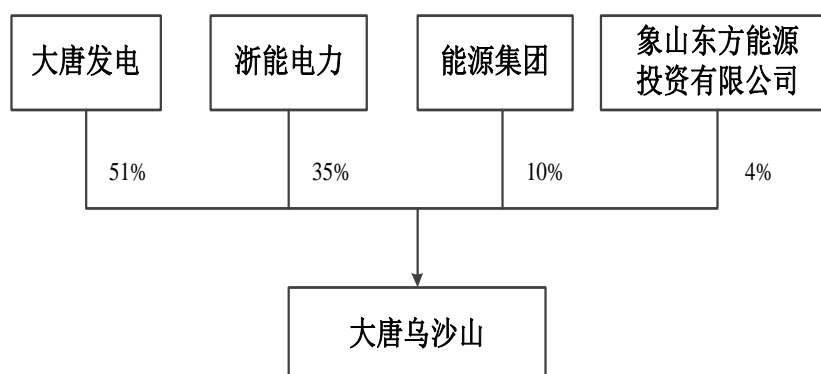 大唐发电
浙能电力
能源集团
象山东方能源
投资有限公司
51%
35%
10%
4%
大唐乌沙山